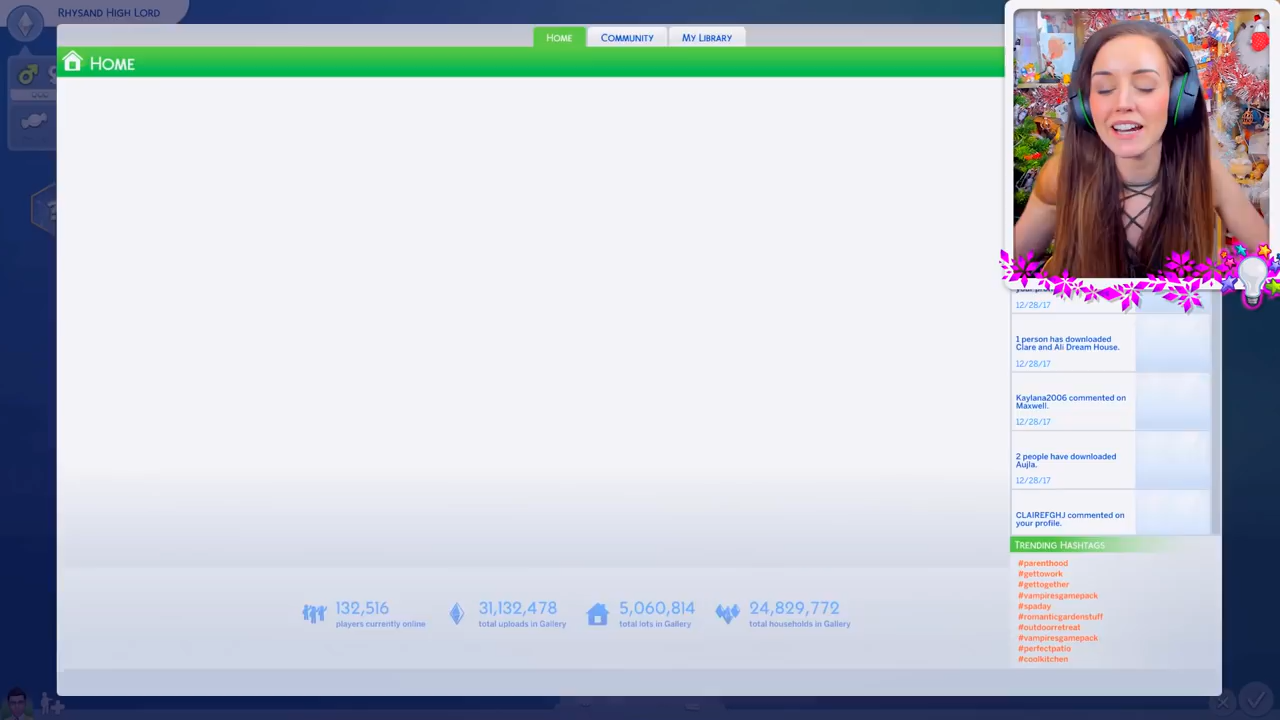 Rhysand High Lord
Home
Community
My Library
Home
12/28/17
1 person has downloaded
Clare and Ali Dream House.
12/28/17
Kaylana2006 commented on
Maxwell.
12/28/17
2 people have downloaded
Aujla.
12/28/17
CLAIREFGHJ commented on
your profile.
Trending Hashtags
#parenthood
#gettowork
#gettogether
#vampiresgamepack
#spaday
#romanticgardenstuff
#outdoorretreat
#vampiresgamepack
#perfectpatio
#coolkitchen
132,516
players currently online
31,132,478
total uploads in Gallery
5,060,814
total lots in Gallery
24,829,772
total households in Gallery